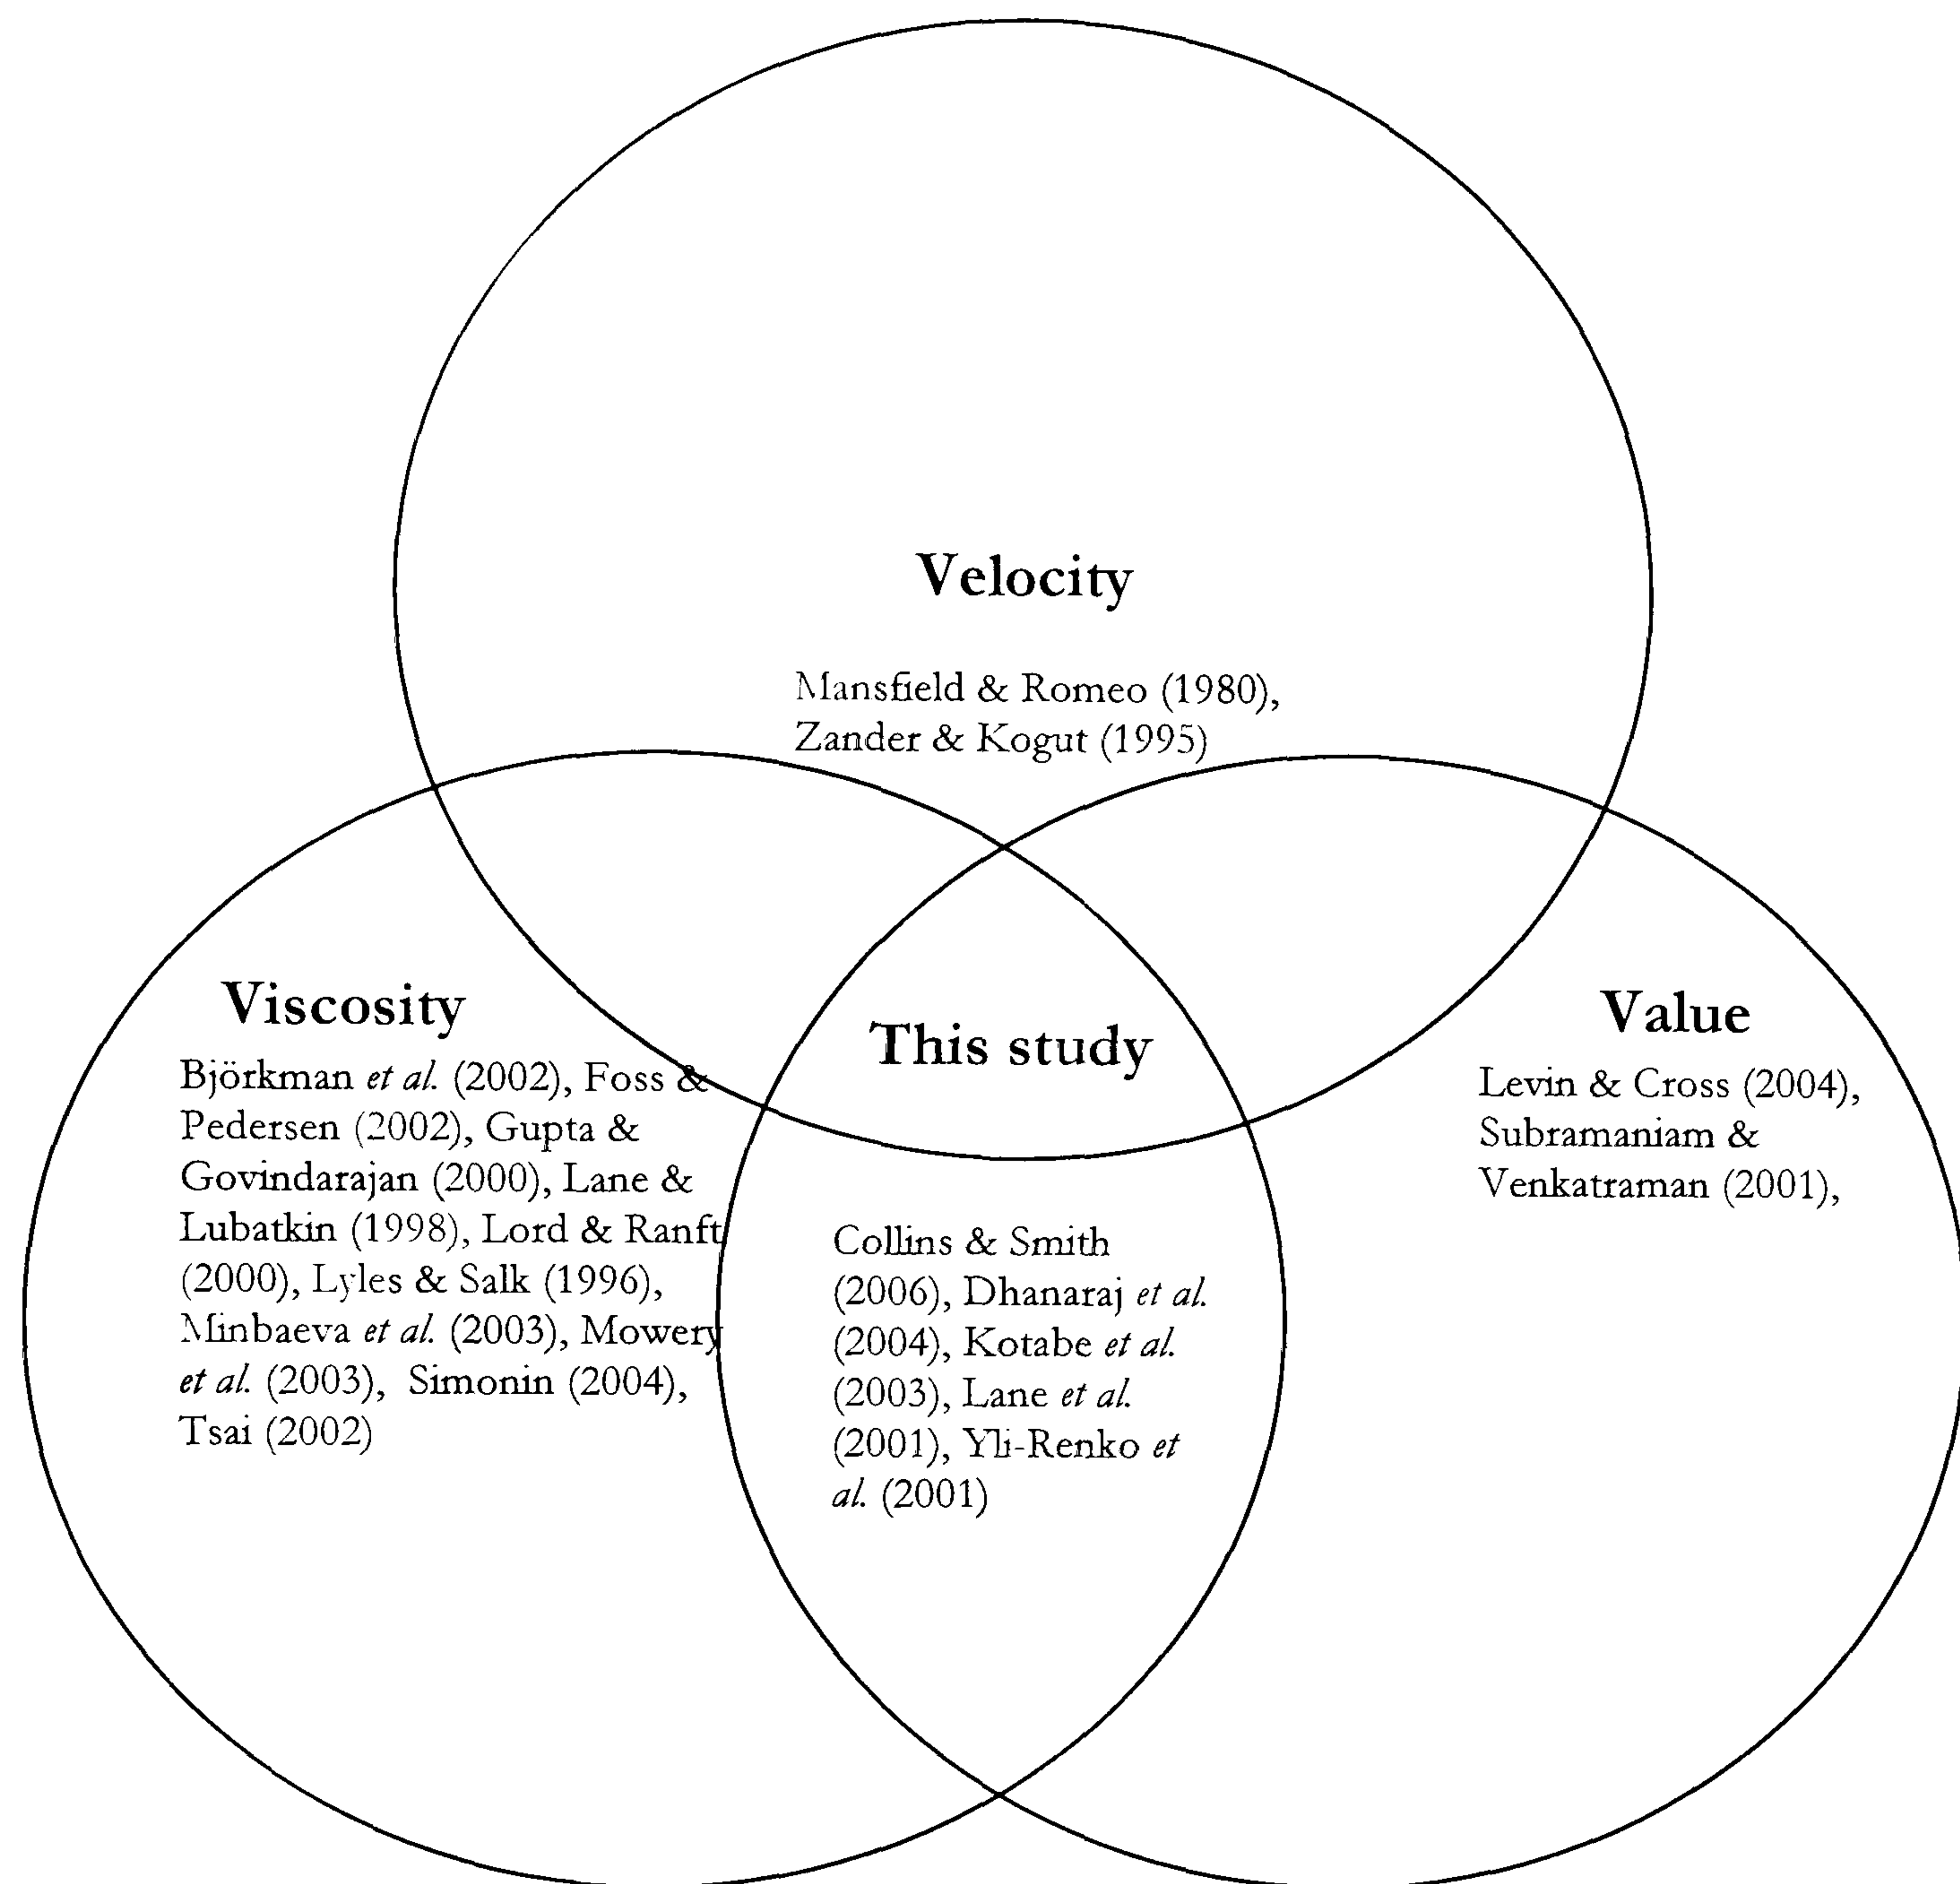 Velocity
Mansfield & Romeo (1980),
Zander & Kogut (1995)
Viscosity
Björkman et al. (2002), Foss &
Pedersen (2002), Gupta &
Govindarajan (2000), Lane &
Lubatkin (1998), Lord & Ranft
(2000), Lyles & Salk (1996),
Minbaeva et al. (2003), Mowery
et al. (2003), Simonin (2004),
Tsai (2002)
This study
Collins & Smith
(2006), Dhanaraj et al.
(2004), Kotabe et al.
(2003), Lane et al.
(2001), Yli-Renko et
al. (2001)
Value
Levin & Cross (2004),
Subramaniam &
Venkatraman (2001),